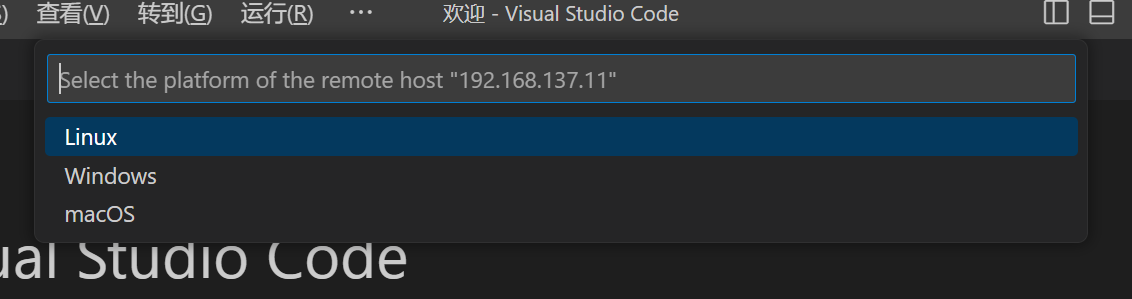 查看(V) 转到(G) 运行(R) ··· 欢迎 - Visual Studio Code
Select the platform of the remote host "192.168.137.11"
Linux
Windows
macOS
Studio Code